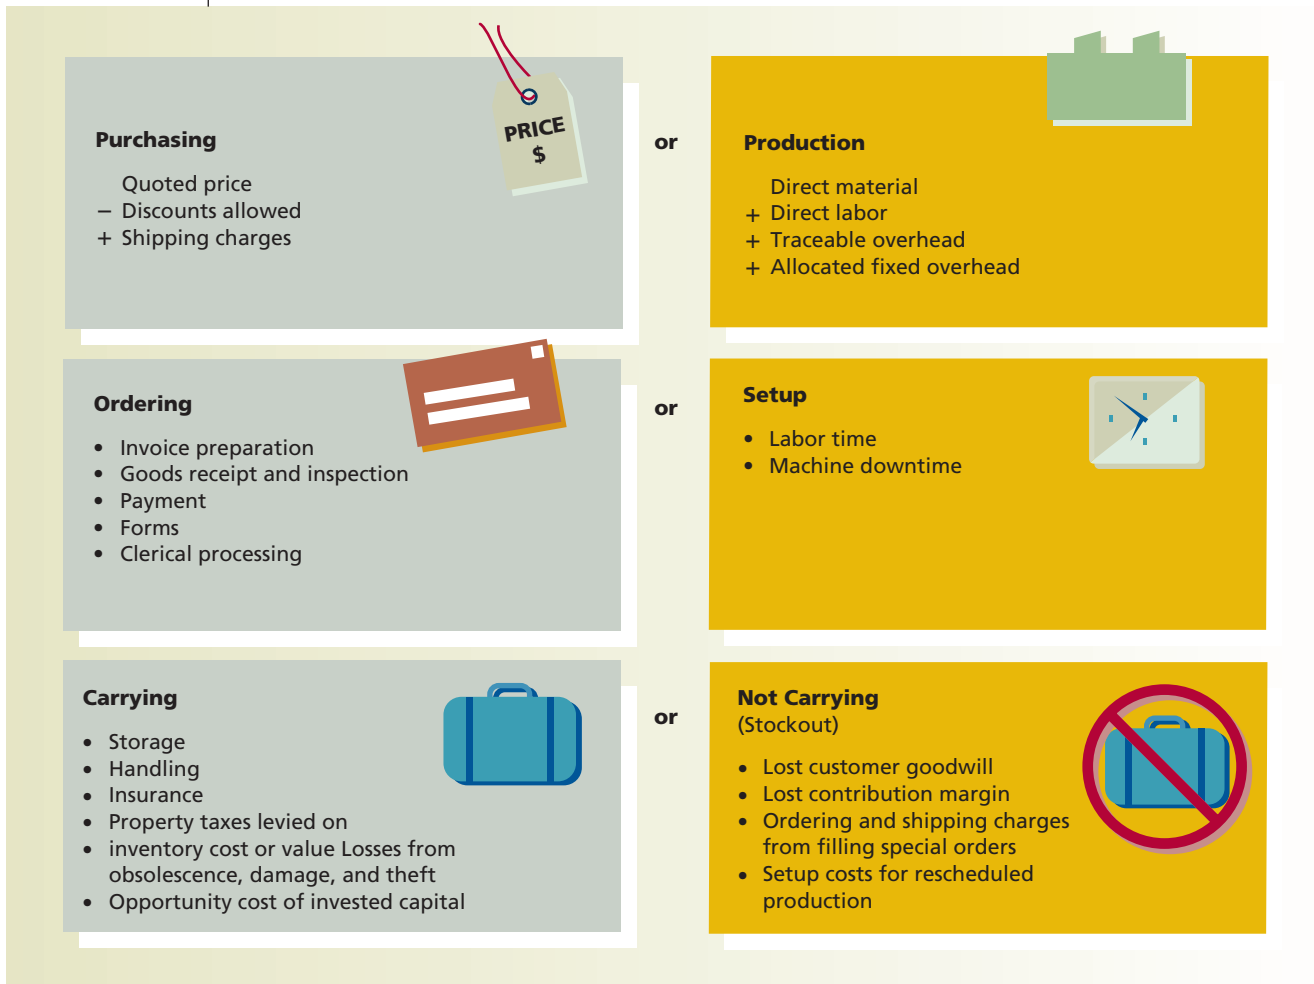 Purchasing
Quoted price
– Discounts allowed
+ Shipping charges
PRICE
$
or
Production
Direct material
+ Direct labor
+ Traceable overhead
+ Allocated fixed overhead
Ordering
• Invoice preparation
• Goods receipt and inspection
• Payment
• Forms
• Clerical processing
or
Setup
• Labor time
• Machine downtime
Carrying
• Storage
• Handling
• Insurance
• Property taxes levied on
• inventory cost or value Losses from
obsolescence, damage, and theft
• Opportunity cost of invested capital
or
Not Carrying
(Stockout)
• Lost customer goodwill
• Lost contribution margin
• Ordering and shipping charges
from filling special orders
• Setup costs for rescheduled
production